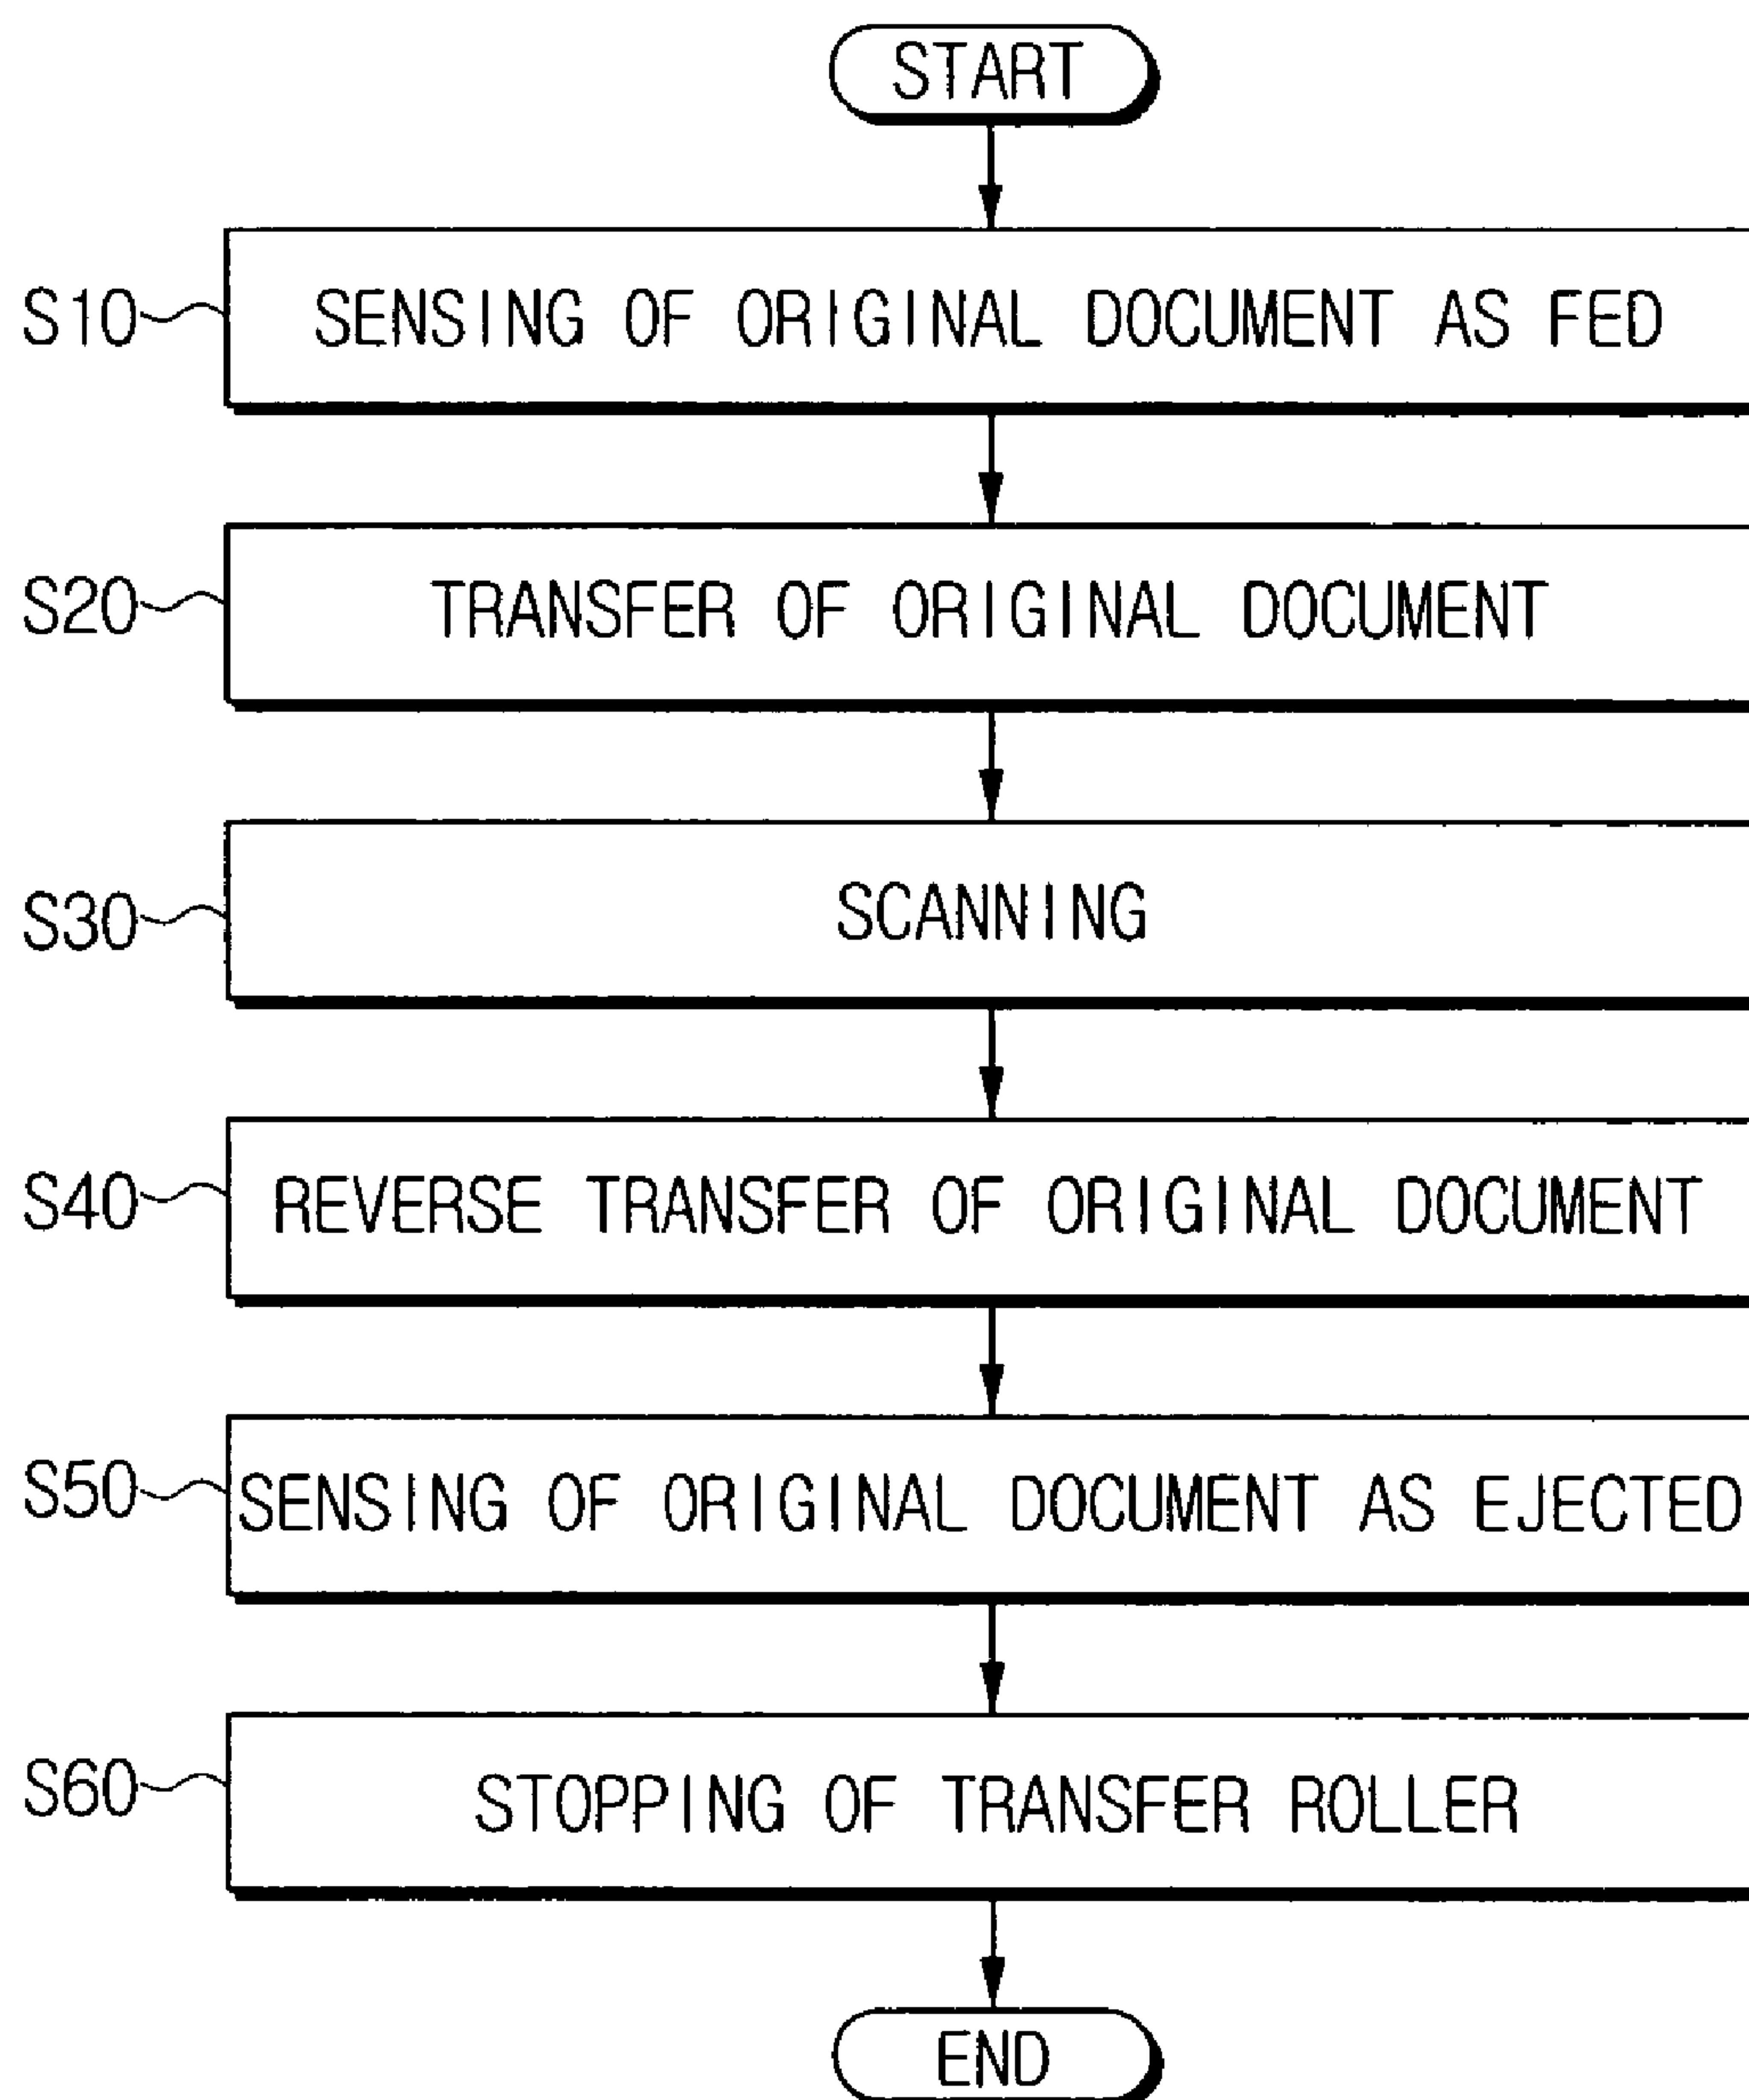 START
S10 SENSING OF ORIGINAL DOCUMENT AS FED
S20 TRANSFER OF ORIGINAL DOCUMENT
S30 SCANNING
S40 REVERSE TRANSFER OF ORIGINAL DOCUMENT
S50 SENSING OF ORIGINAL DOCUMENT AS EJECTED
S60 STOPPING OF TRANSFER ROLLER
END